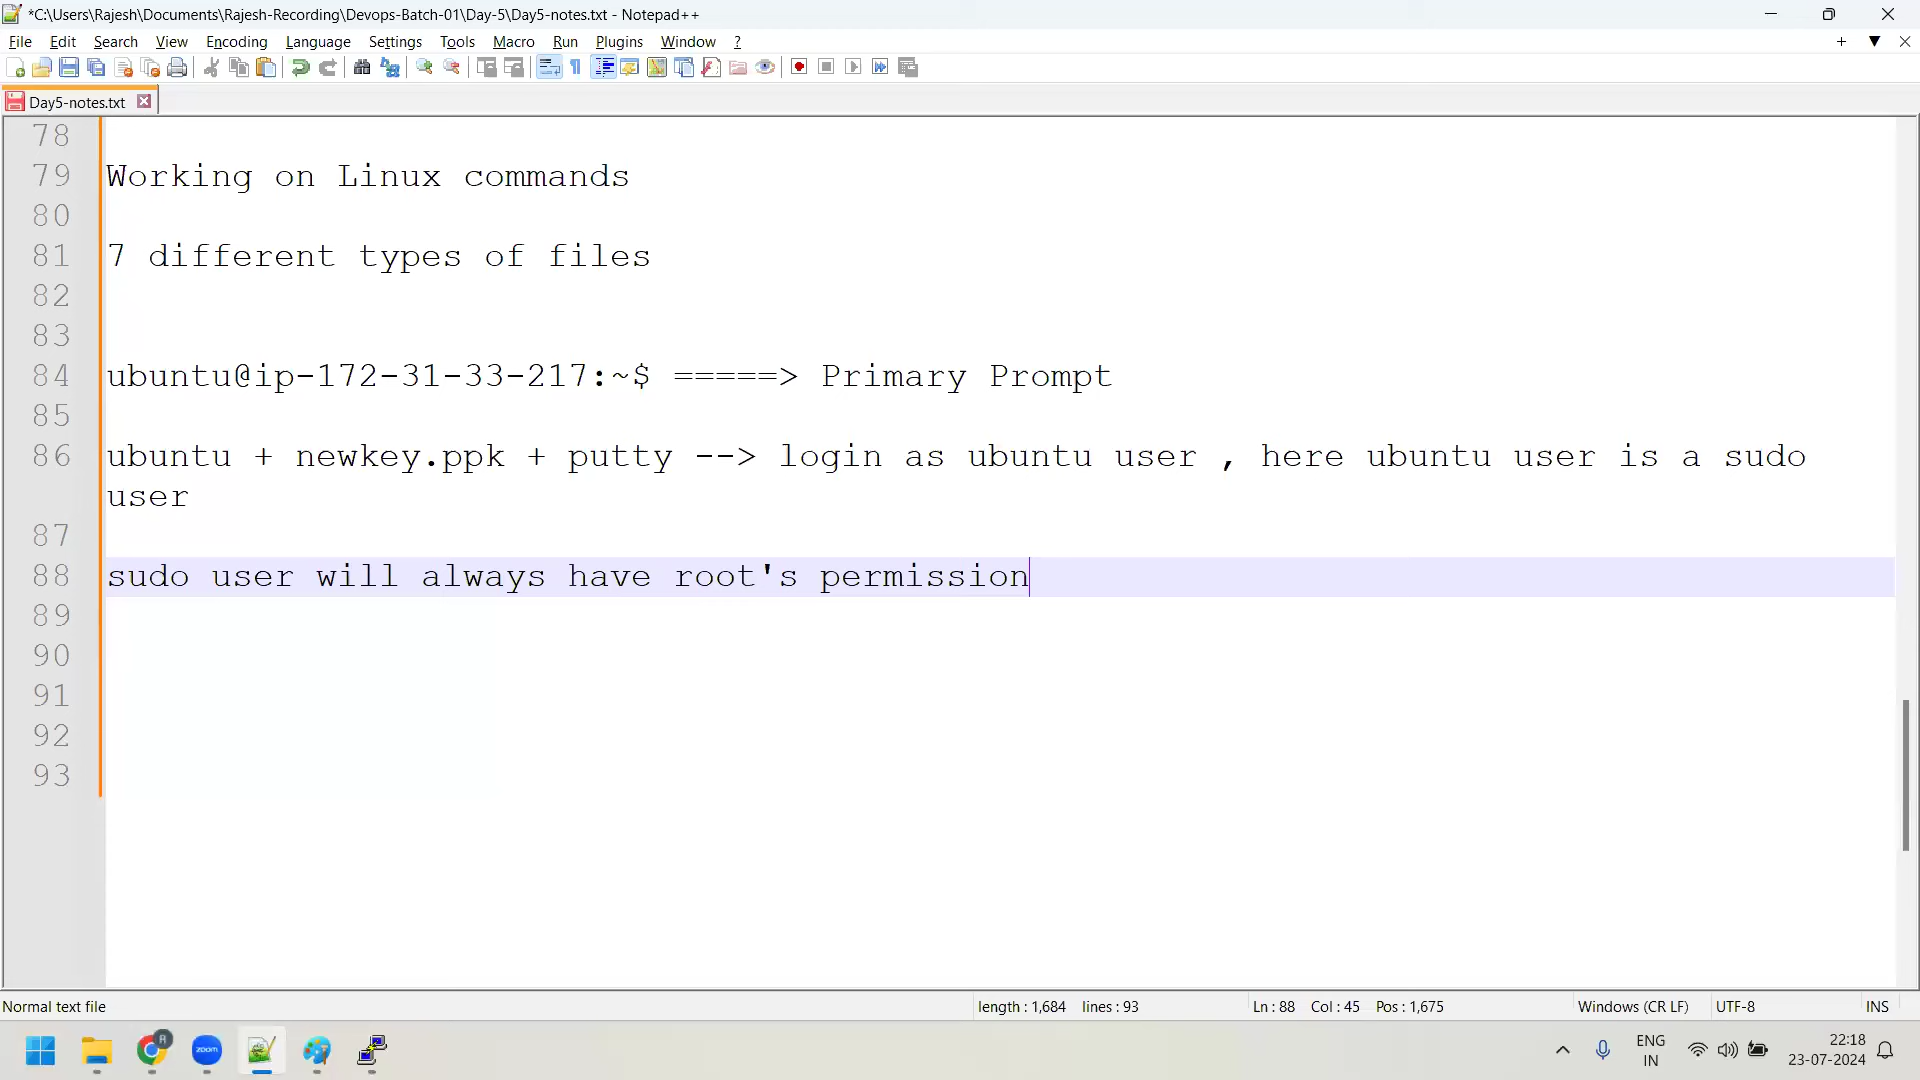 *C:\Users\Rajesh\Documents\Rajesh-Recording\Devops-Batch-01\Day-5\Day5-notes.txt - Notepad++
File Edit Search View Encoding Language Settings Tools Macro Run Plugins Window ?
Day5-notes.txt
78
79 Working on Linux commands
80
81 7 different types of files
82
83
84 ubuntu@ip-172-31-33-217:~$ =====> Primary Prompt
85
86 ubuntu + newkey.ppk + putty --> login as ubuntu user , here ubuntu user is a sudo
user
87
88 sudo user will always have root's permission
89
90
91
92
93
Normal text file length : 1,684 lines : 93 Ln : 88 Col : 45 Pos : 1,675 Windows (CR LF) UTF-8 INS
R
zoom
ENG
IN
22:18
23-07-2024